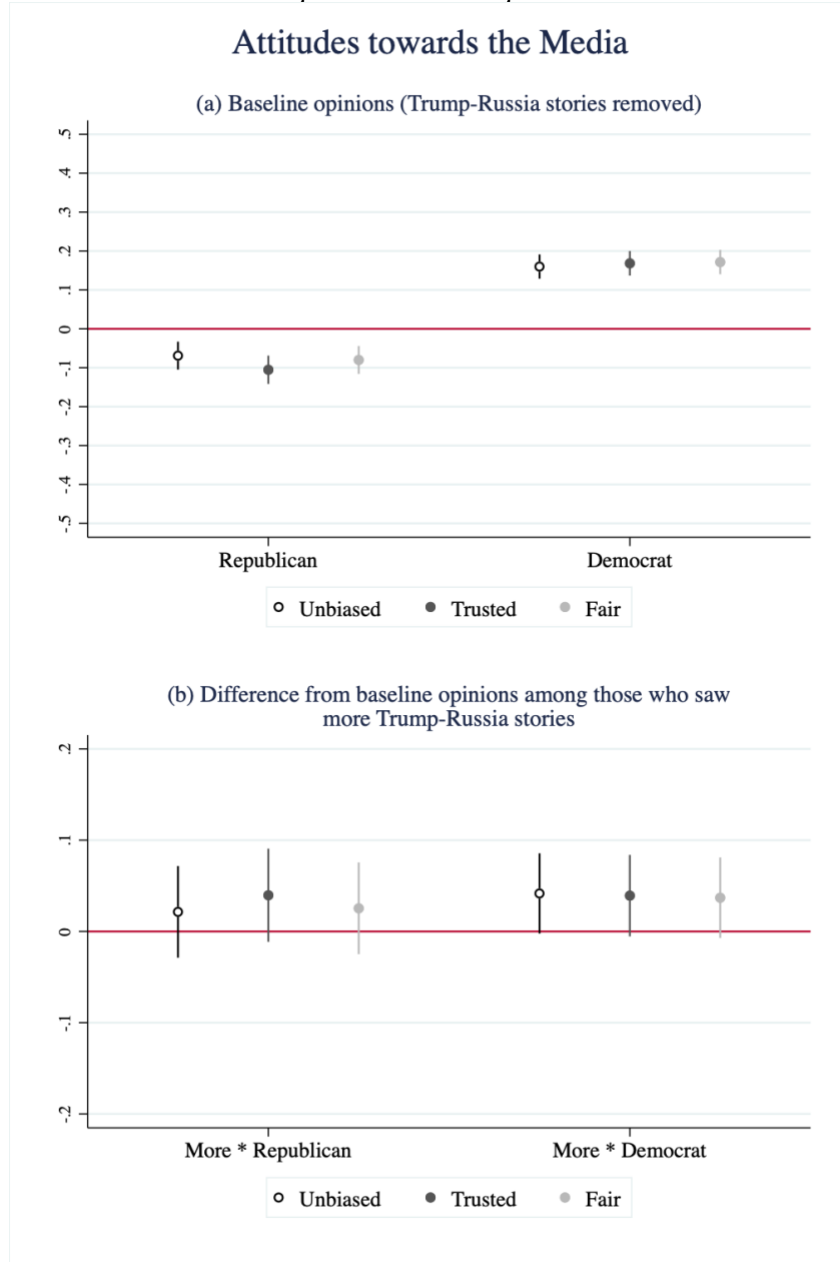 Attitudes towards the Media
(a) Baseline opinions (Trump-Russia stories removed)
.5
.4
.3
.2
.1
0
-.1
-.2
-.3
-.4
-.5
Republican Democrat
Unbiased Trusted Fair
(b) Difference from baseline opinions among those who saw
more Trump-Russia stories
.2
.1
0
-.1
-.2
More * Republican More * Democrat
Unbiased Trusted Fair